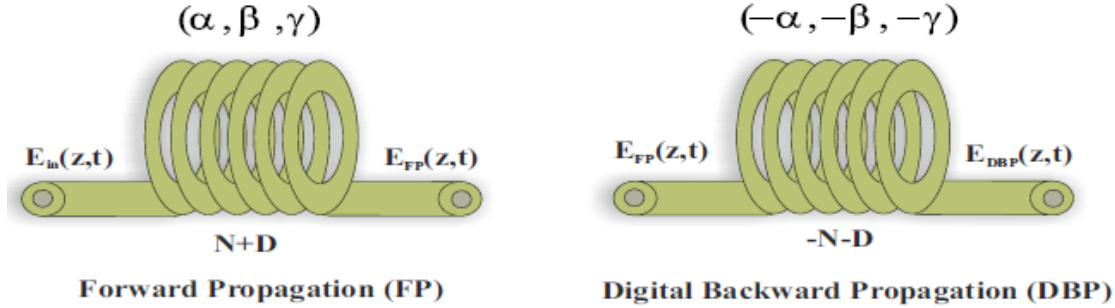 (α, β, γ)
(−α, −β, −γ)
E_in(z,t)
E_FP(z,t)
E_FP(z,t)
E_DBP(z,t)
N+D
-N-D
Forward Propagation (FP)
Digital Backward Propagation (DBP)